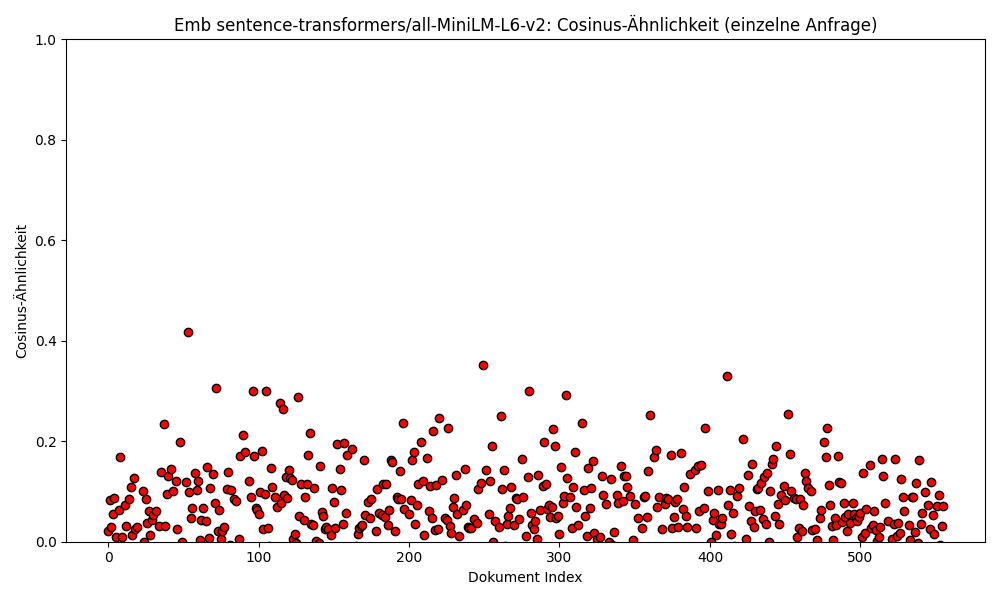 Emb sentence-transformers/all-MiniLM-L6-v2: Cosinus-Ähnlichkeit (einzelne Anfrage)
1.0
0.8
0.6
0.4
0.2
0.0
Cosinus-Ähnlichkeit
0 100 200 300 400 500
Dokument Index